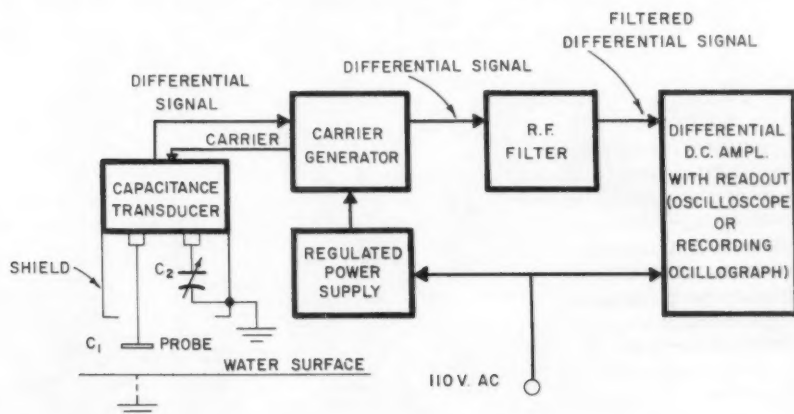 FILTERED
DIFFERENTIAL SIGNAL
DIFFERENTIAL SIGNAL
DIFFERENTIAL
SIGNAL
CARRIER
CARRIER
GENERATOR
R.F.
FILTER
DIFFERENTIAL
D.C. AMPL.
WITH READOUT
(OSCILLOSCOPE
OR
RECORDING
OCILLOGRAPH)
CAPACITANCE
TRANSDUCER
REGULATED
POWER
SUPPLY
SHIELD
C2
C1
PROBE
WATER SURFACE
110 V. AC